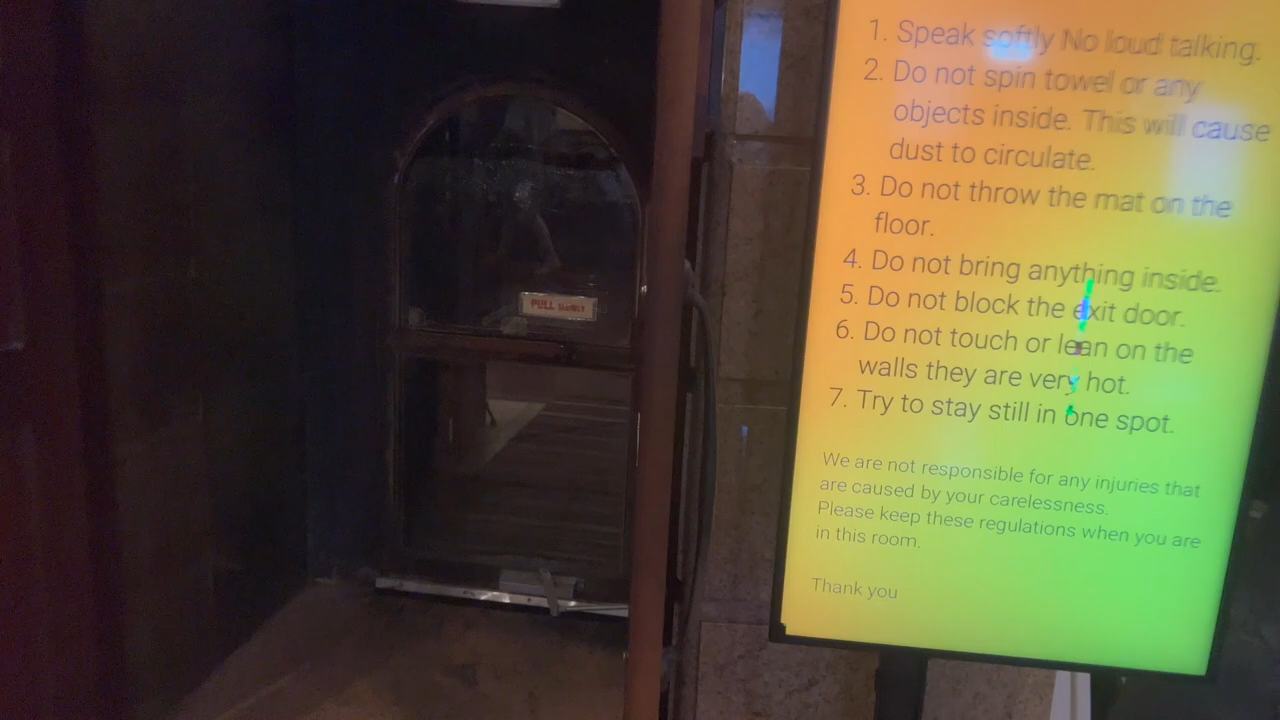 1. Speak softly No loud talking.
2. Do not spin towel or any
objects inside. This will cause
dust to circulate.
3. Do not throw the mat on the
floor.
4. Do not bring anything inside.
5. Do not block the exit door.
6. Do not touch or lean on the
walls they are very hot.
7. Try to stay still in one spot.
We are not responsible for any injuries that
are caused by your carelessness.
Please keep these regulations when you are
in this room.
Thank you
PULL